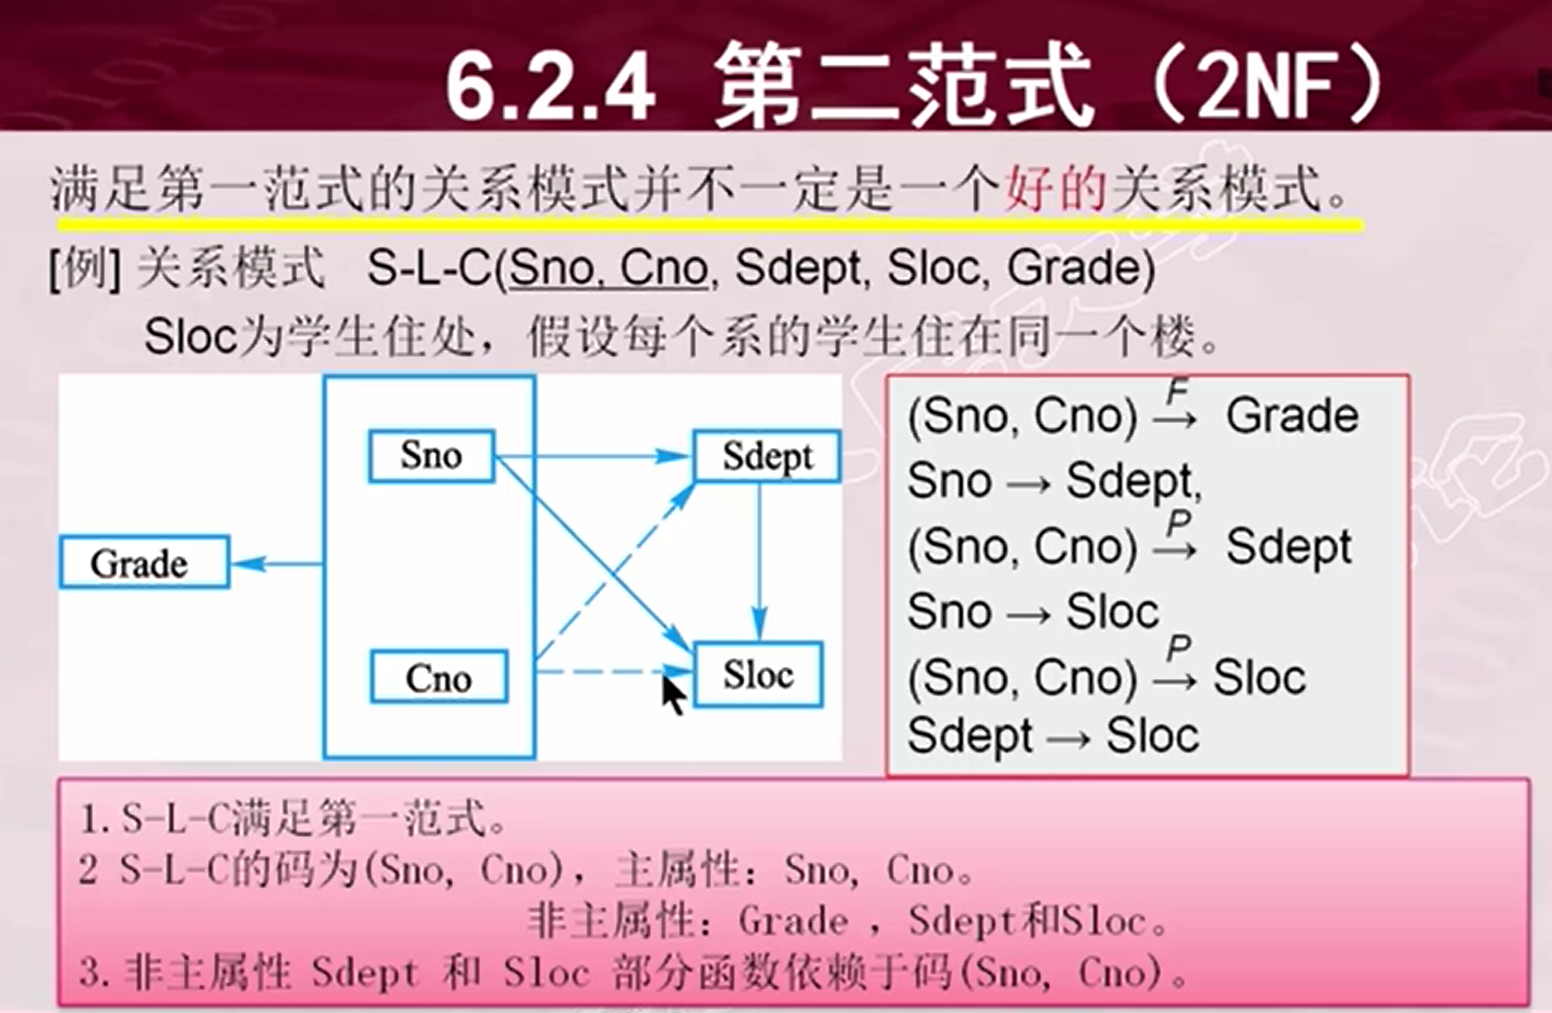 6.2.4 第二范式（2NF）
满足第一范式的关系模式并不一定是一个好的关系模式。
[例] 关系模式 S-L-C(Sno, Cno, Sdept, Sloc, Grade)
Sloc为学生住处，假设每个系的学生住在同一个楼。
Sno
Sdept
Grade
Cno
Sloc
(Sno, Cno) F→ Grade
Sno → Sdept,
(Sno, Cno) P→ Sdept
Sno → Sloc
(Sno, Cno) P→ Sloc
Sdept → Sloc
1. S-L-C满足第一范式。
2 S-L-C的码为(Sno, Cno)，主属性：Sno, Cno。
非主属性：Grade ，Sdept和Sloc。
3. 非主属性 Sdept 和 Sloc 部分函数依赖于码(Sno, Cno)。